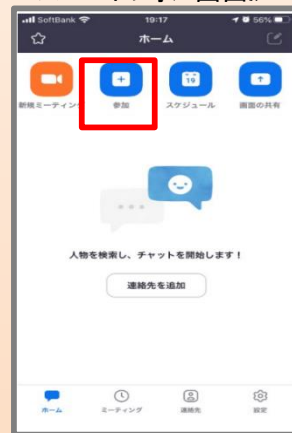 SoftBank 19:17 56%
ホーム
19
新規ミーティング 参加 スケジュール 画面の共有
人物を検索し、チャットを開始します！
連絡先を追加
ホーム ミーティング 連絡先 設定